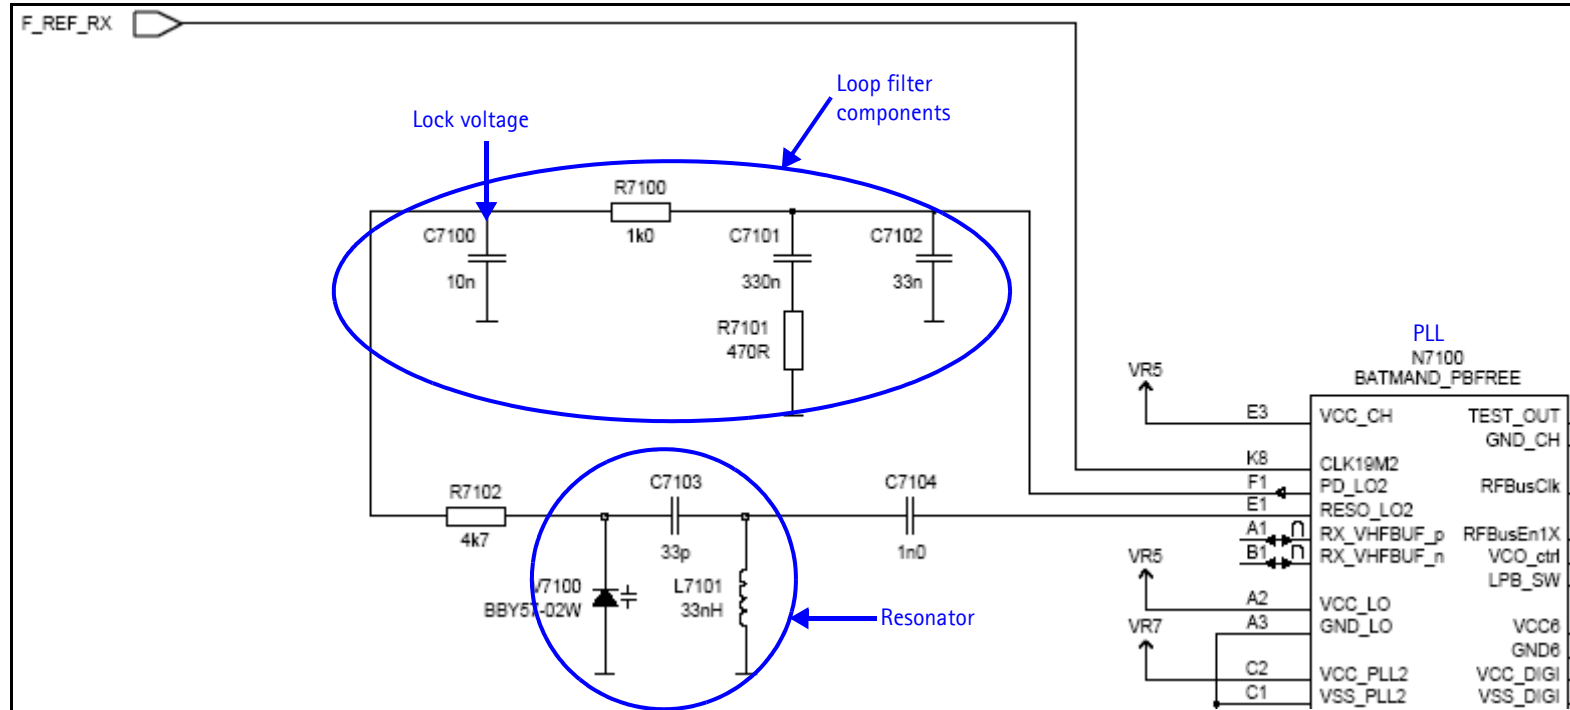 F_REF_RX
Loop filter
components
Lock voltage
R7100
1k0
C7100
10n
C7101
330n
C7102
33n
R7101
470R
PLL
N7100
BATMAND_PBFREE
VR5
E3
VCC_CH
TEST_OUT
GND_CH
K8
CLK19M2
F1
PD_LO2
RFBusClk
E1
RESO_LO2
A1
RX_VHFBUF_p
RFBusEn1X
B1
RX_VHFBUF_n
VCO_ctrl
LPB_SW
R7102
4k7
C7103
33p
C7104
1n0
V7100
BBY57-02W
L7101
33nH
Resonator
VR5
A2
VCC_LO
A3
GND_LO
VR7
VCC6
GND6
C2
VCC_PLL2
VCC_DIGI
C1
VSS_PLL2
VSS_DIGI